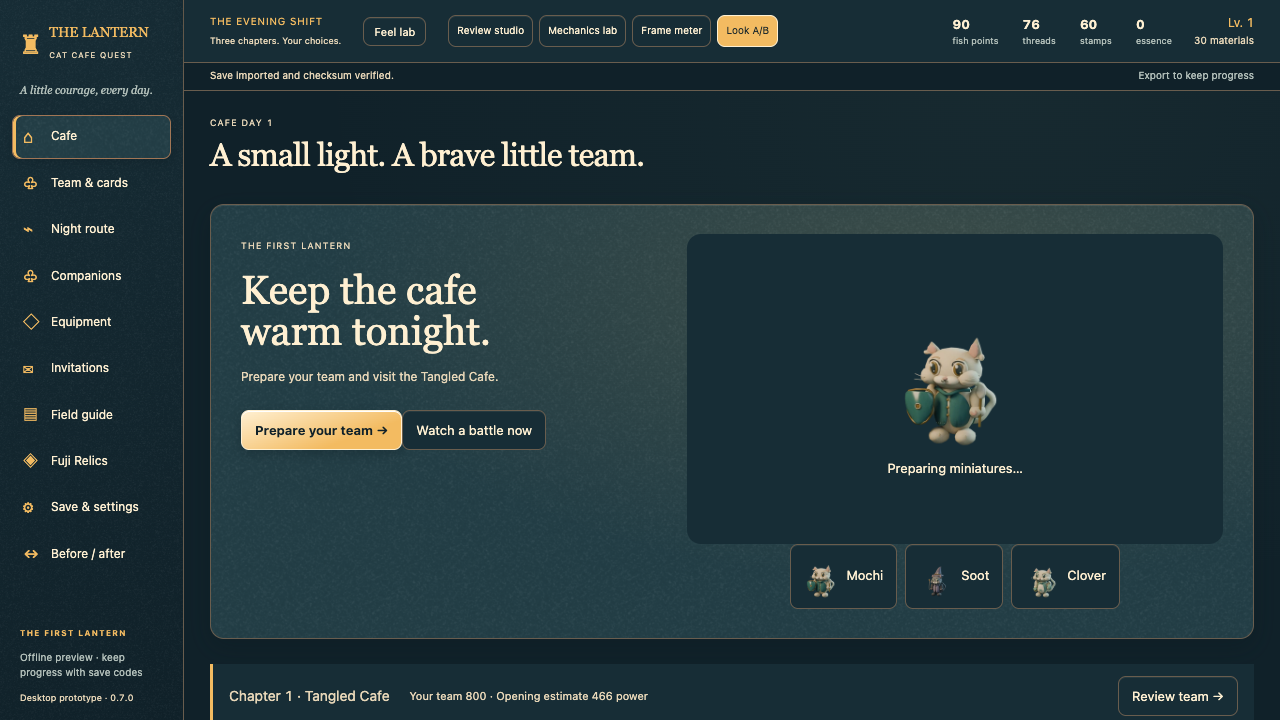 THE LANTERN
CAT CAFE QUEST
A little courage, every day.
Cafe
Team & cards
Night route
Companions
Equipment
Invitations
Field guide
Fuji Relics
Save & settings
Before / after
THE FIRST LANTERN
Offline preview · keep
progress with save codes
Desktop prototype · 0.7.0
THE EVENING SHIFT
Three chapters. Your choices.
Feel lab
Review studio
Mechanics lab
Frame meter
Look A/B
90
fish points
76
threads
60
stamps
0
essence
Lv. 1
30 materials
Save imported and checksum verified.
Export to keep progress
CAFE DAY 1
A small light. A brave little team.
THE FIRST LANTERN
Keep the cafe
warm tonight.
Prepare your team and visit the Tangled Cafe.
Prepare your team →
Watch a battle now
Preparing miniatures...
Mochi
Soot
Clover
Chapter 1 · Tangled Cafe
Your team 800 · Opening estimate 466 power
Review team →